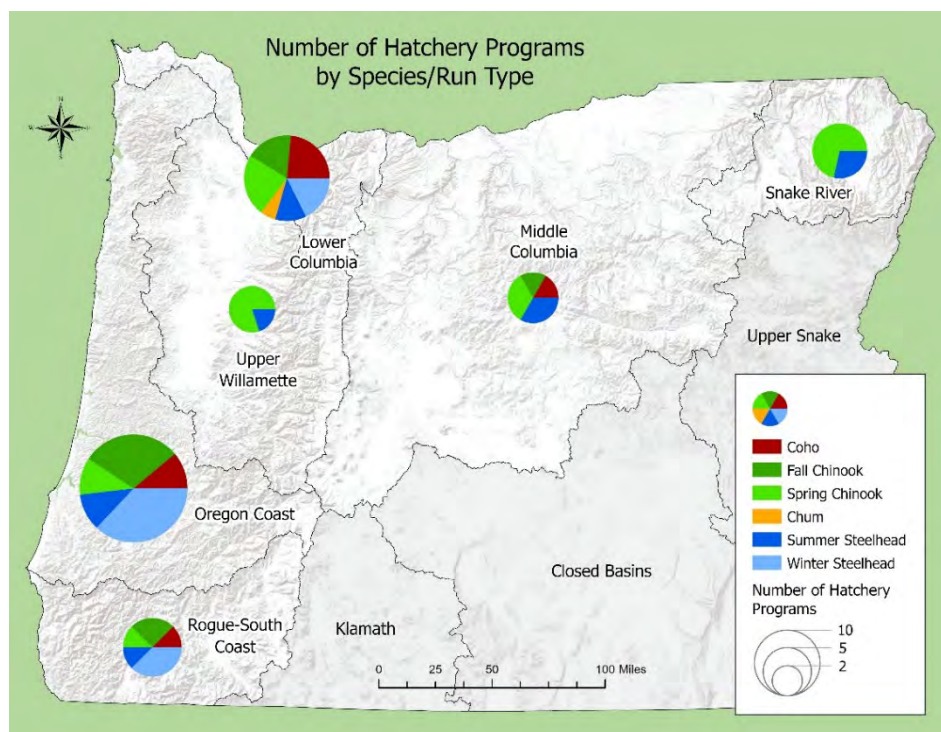 Number of Hatchery Programs
by Species/Run Type
N
Snake River
Lower
Columbia
Middle
Columbia
Upper
Willamette
Upper Snake
Oregon Coast
Closed Basins
Rogue-South
Coast
Klamath
0 25 50 100 Miles
Coho
Fall Chinook
Spring Chinook
Chum
Summer Steelhead
Winter Steelhead
Number of Hatchery
Programs
10
5
2